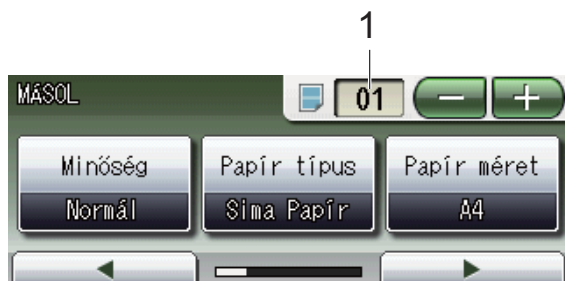 1
MÁSOL 01 - +
Minőség Papír típus Papír méret
Normál Sima Papír A4